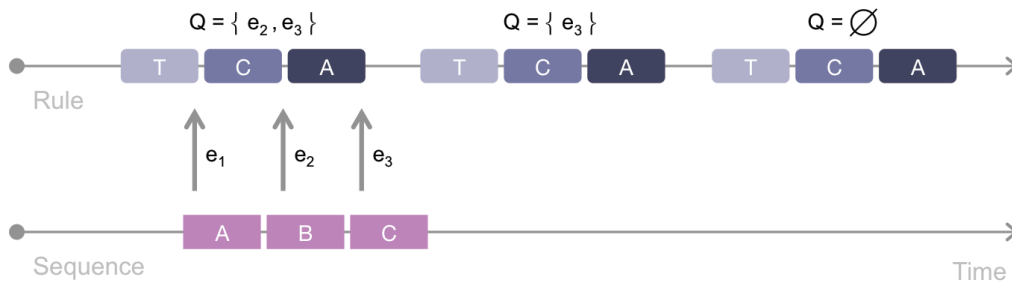 Q = { e₂ , e₃ }
Q = { e₃ }
Q = ∅
T C A
T C A
T C A
Rule
e₁
e₂
e₃
A B C
Sequence
Time